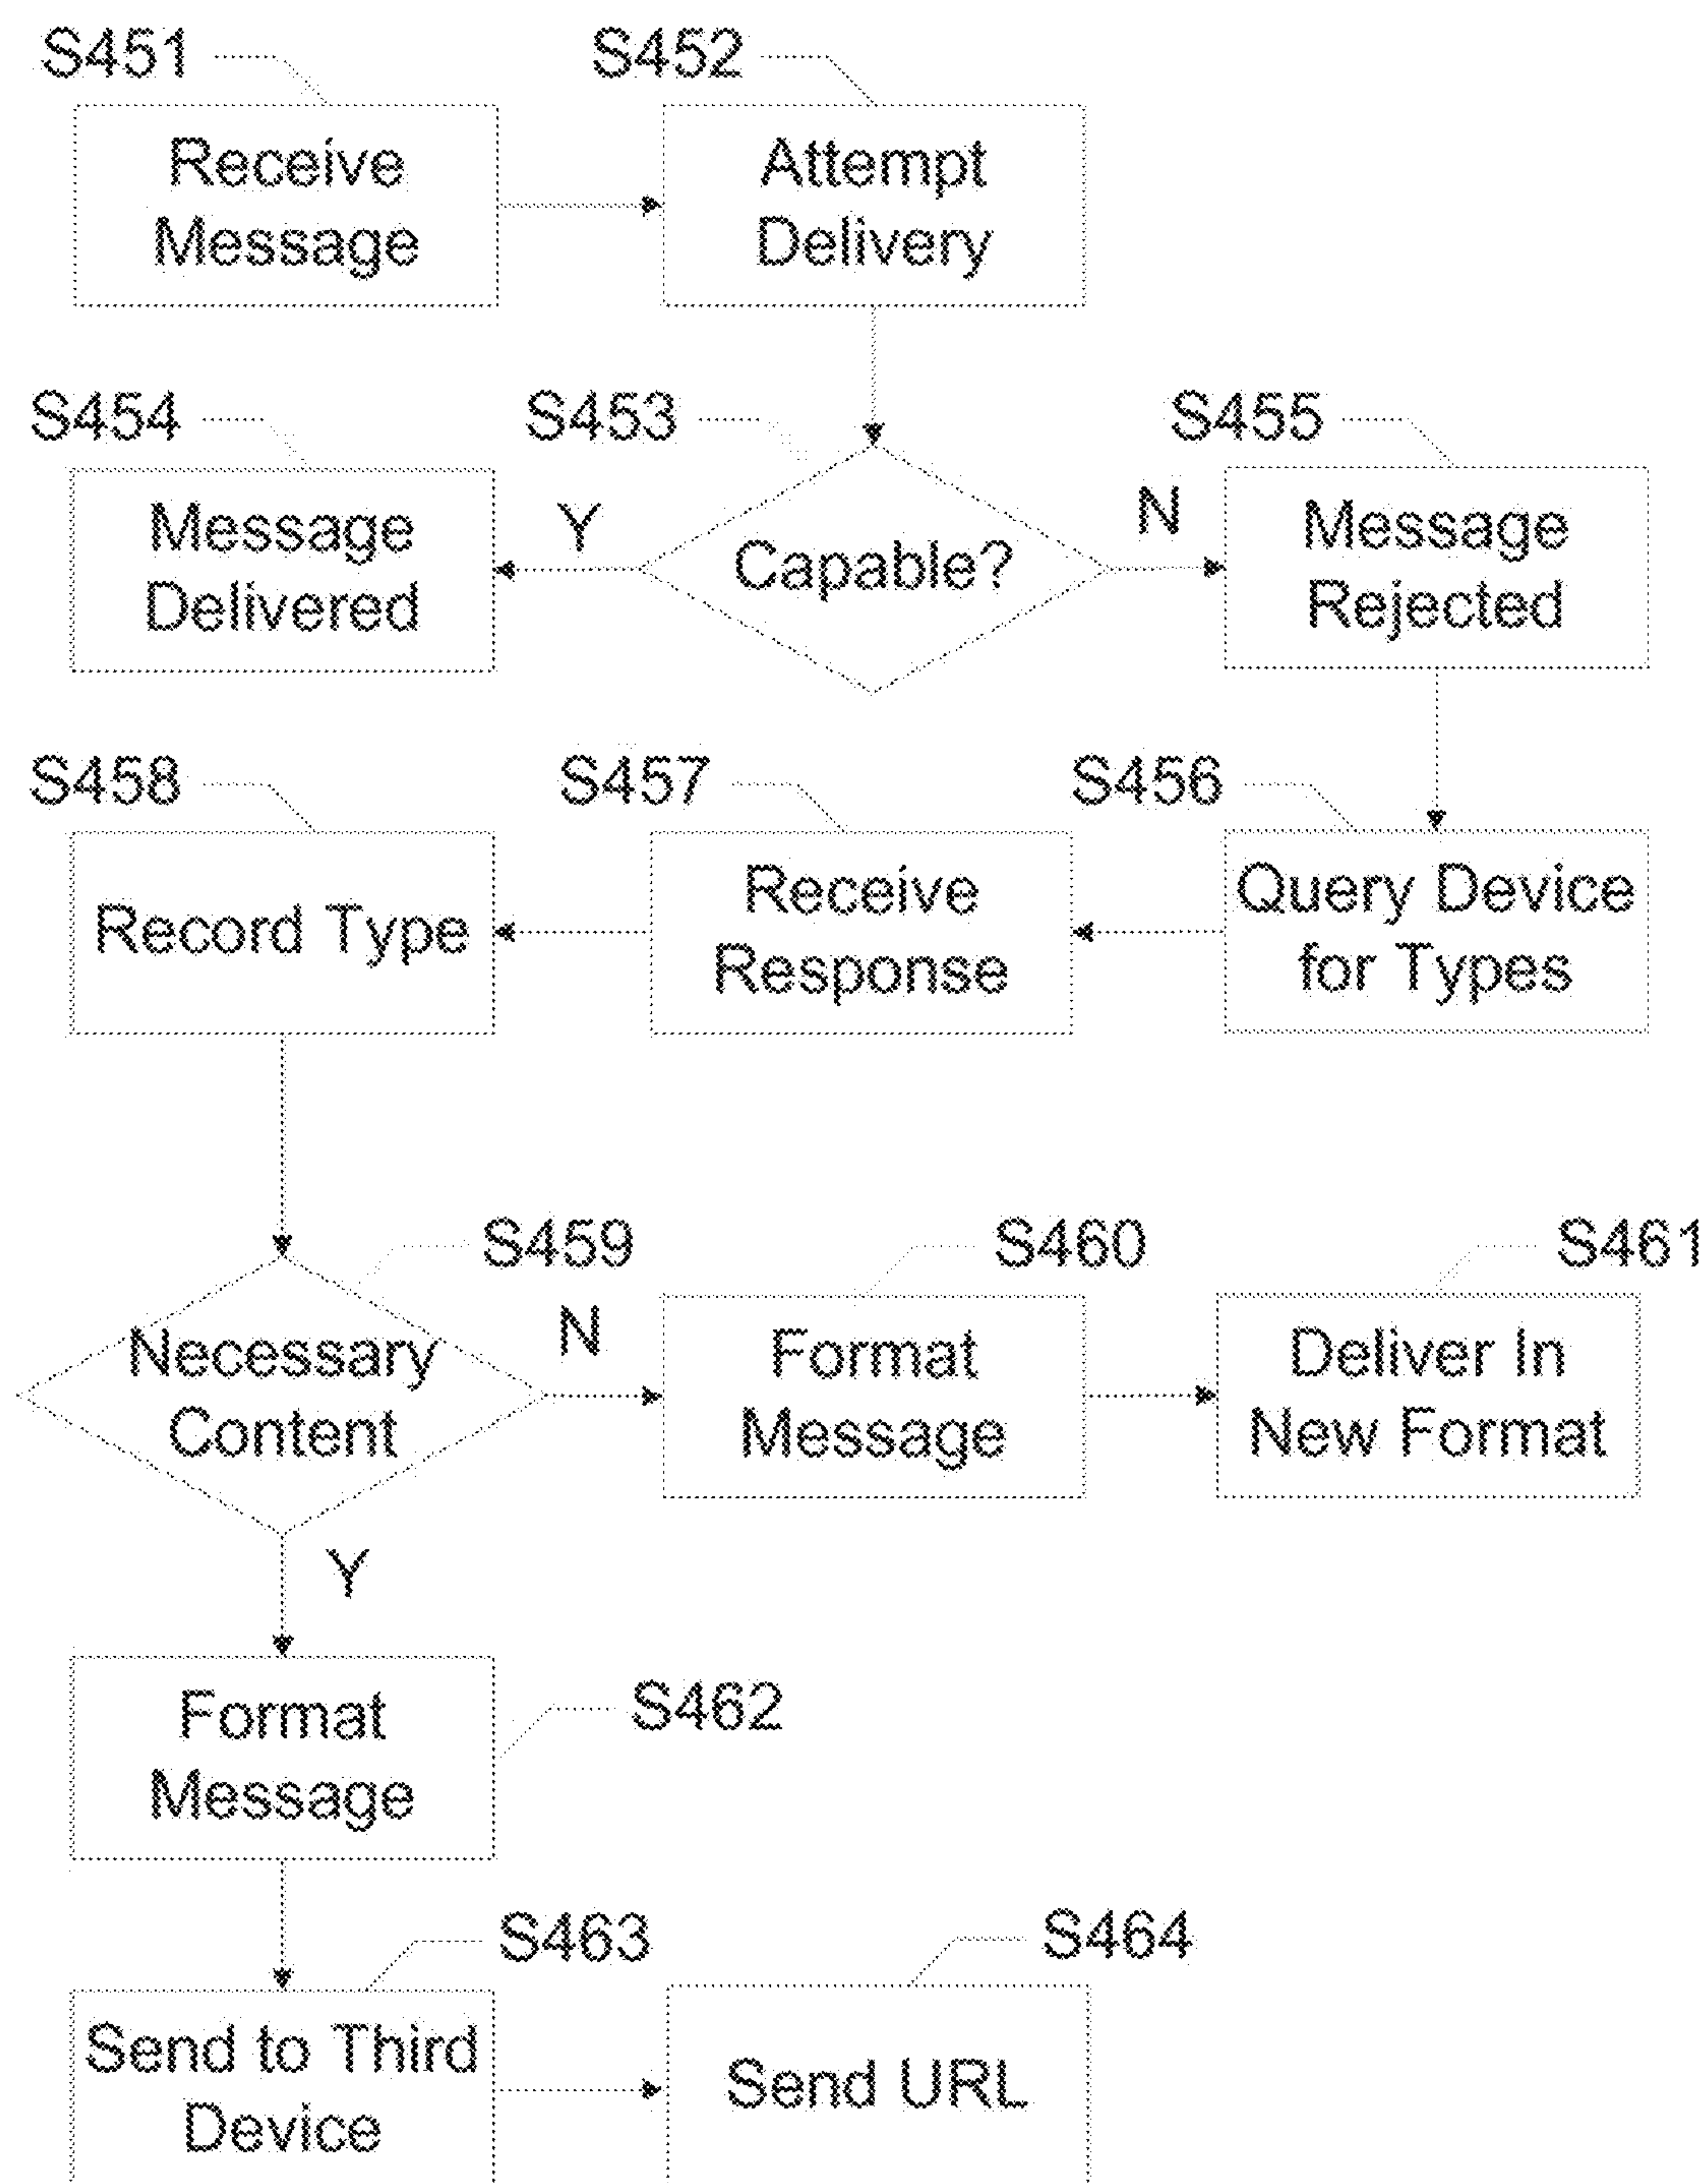 S451
S452
Receive
Message
Attempt
Delivery
S454
S453
S455
Message
Delivered
Y
Capable?
N
Message
Rejected
S458
S457
S456
Record Type
Receive
Response
Query Device
for Types
S459
S460
S461
Necessary
Content
N
Format
Message
Deliver In
New Format
Y
Format
Message
S462
S463
S464
Send to Third
Device
Send URL